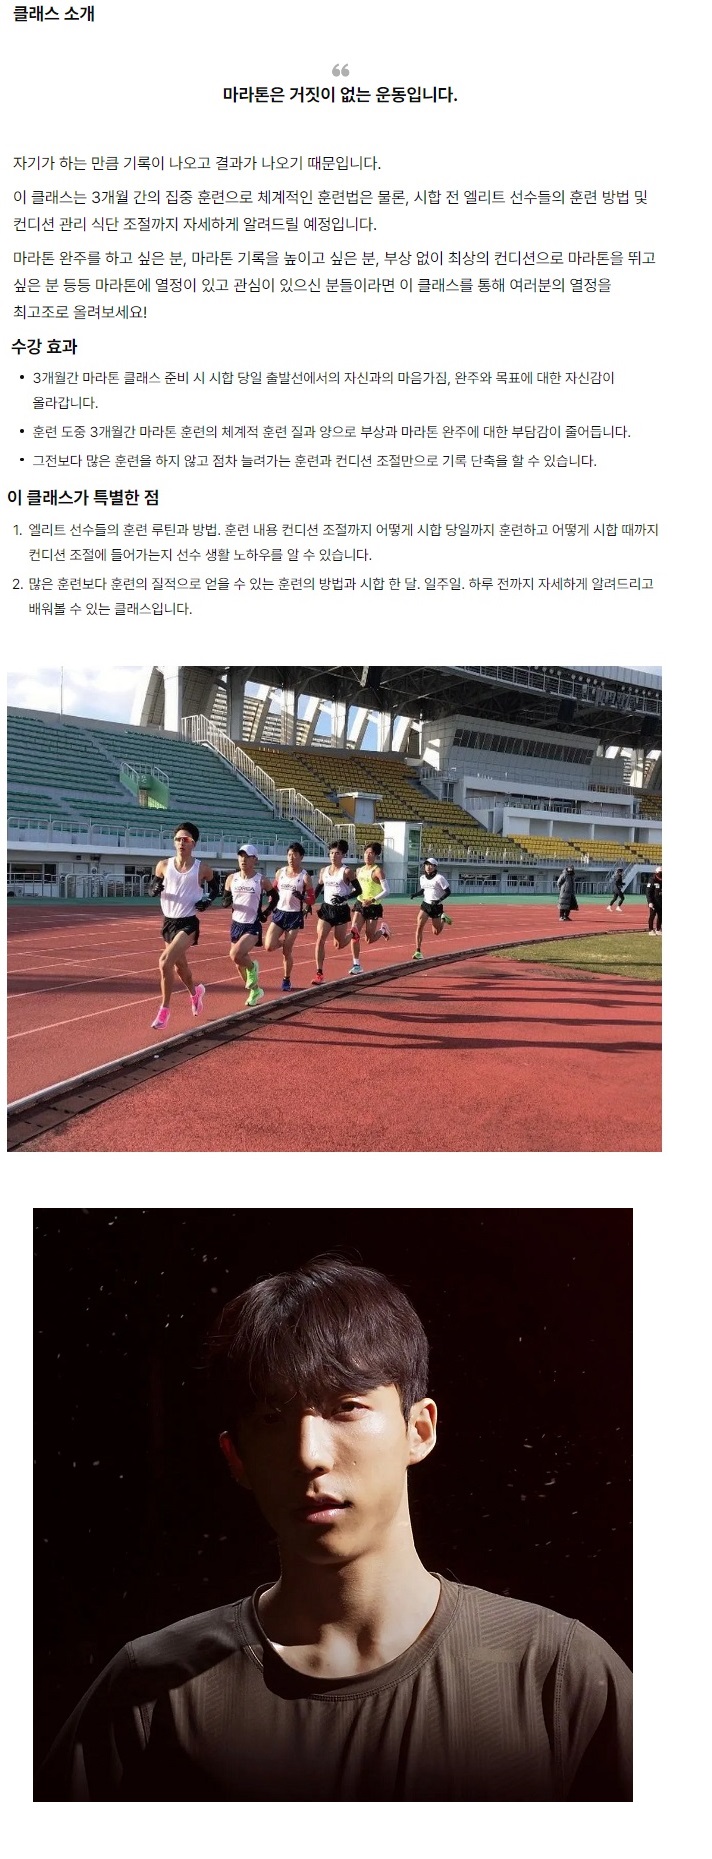 클래스 소개
❝
마라톤은 거짓이 없는 운동입니다.
자기가 하는 만큼 기록이 나오고 결과가 나오기 때문입니다.
이 클래스는 3개월 간의 집중 훈련으로 체계적인 훈련법은 물론, 시합 전 엘리트 선수들의 훈련 방법 및
컨디션 관리 식단 조절까지 자세하게 알려드릴 예정입니다.
마라톤 완주를 하고 싶은 분, 마라톤 기록을 높이고 싶은 분, 부상 없이 최상의 컨디션으로 마라톤을 뛰고
싶은 분 등등 마라톤에 열정이 있고 관심이 있으신 분들이라면 이 클래스를 통해 여러분의 열정을
최고조로 올려보세요!
수강 효과
• 3개월간 마라톤 클래스 준비 시 시합 당일 출발선에서의 자신과의 마음가짐, 완주와 목표에 대한 자신감이
올라갑니다.
• 훈련 도중 3개월간 마라톤 훈련의 체계적 훈련 질과 양으로 부상과 마라톤 완주에 대한 부담감이 줄어듭니다.
• 그전보다 많은 훈련을 하지 않고 점차 늘려가는 훈련과 컨디션 조절만으로 기록 단축을 할 수 있습니다.
이 클래스가 특별한 점
1. 엘리트 선수들의 훈련 루틴과 방법. 훈련 내용 컨디션 조절까지 어떻게 시합 당일까지 훈련하고 어떻게 시합 때까지
컨디션 조절에 들어가는지 선수 생활 노하우를 알 수 있습니다.
2. 많은 훈련보다 훈련의 질적으로 얻을 수 있는 훈련의 방법과 시합 한 달. 일주일. 하루 전까지 자세하게 알려드리고
배워볼 수 있는 클래스입니다.
KOREA